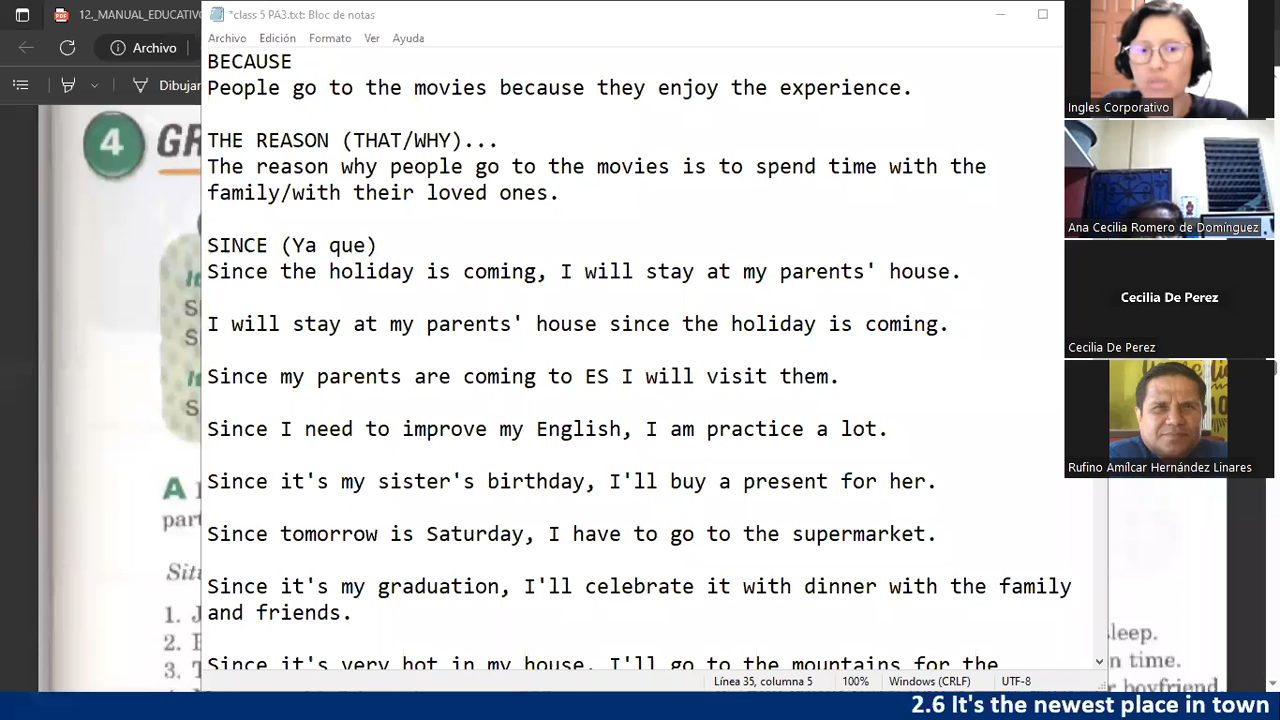 12_MANUAL_EDUCATIVO
*class 5 PA3.txt: Bloc de notas
Archivo
Archivo Edición Formato Ver Ayuda
Dibujar
BECAUSE
People go to the movies because they enjoy the experience.
THE REASON (THAT/WHY)...
The reason why people go to the movies is to spend time with the
family/with their loved ones.
SINCE (Ya que)
Since the holiday is coming, I will stay at my parents' house.
I will stay at my parents' house since the holiday is coming.
Since my parents are coming to ES I will visit them.
Since I need to improve my English, I am practice a lot.
Since it's my sister's birthday, I'll buy a present for her.
Since tomorrow is Saturday, I have to go to the supermarket.
Since it's my graduation, I'll celebrate it with dinner with the family
and friends.
Since it's very hot in my house, I'll go to the mountains for the
Línea 35, columna 5 100% Windows (CRLF) UTF-8
4 GR
A
part
1. J
2.
3. T
leep.
n time.
r boyfriend
Ingles Corporativo
Ana Cecilia Romero de Domínguez
Cecilia De Perez
Cecilia De Perez
Rufino Amílcar Hernández Linares
2.6 It's the newest place in town